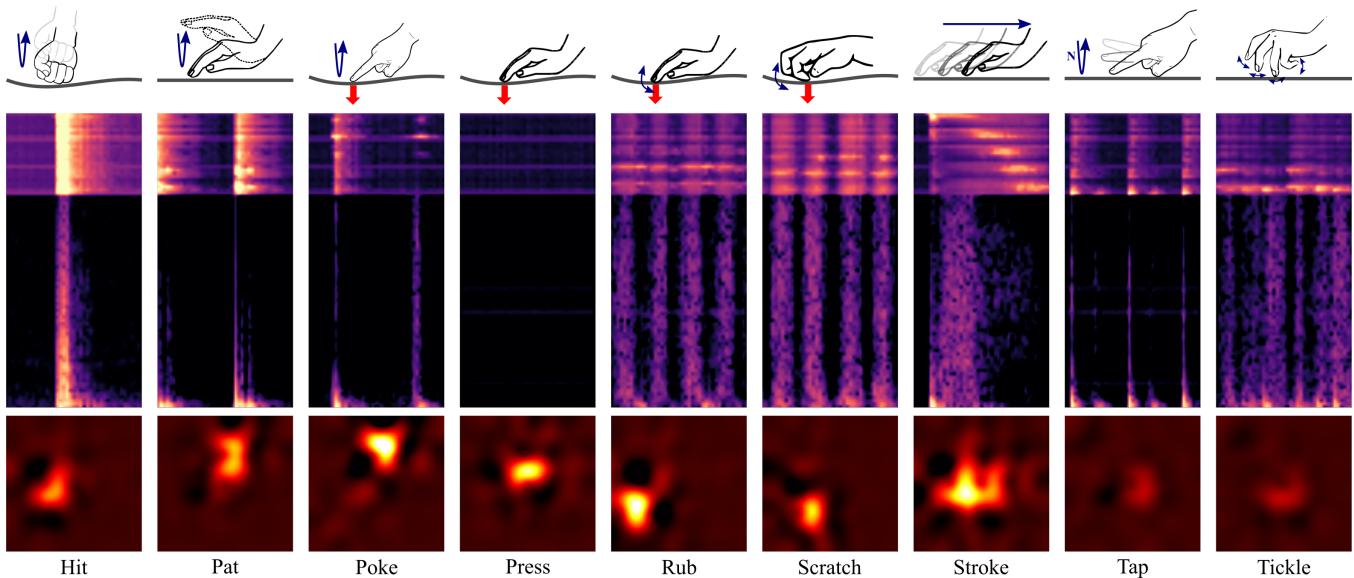 N
Hit
Pat
Poke
Press
Rub
Scratch
Stroke
Tap
Tickle